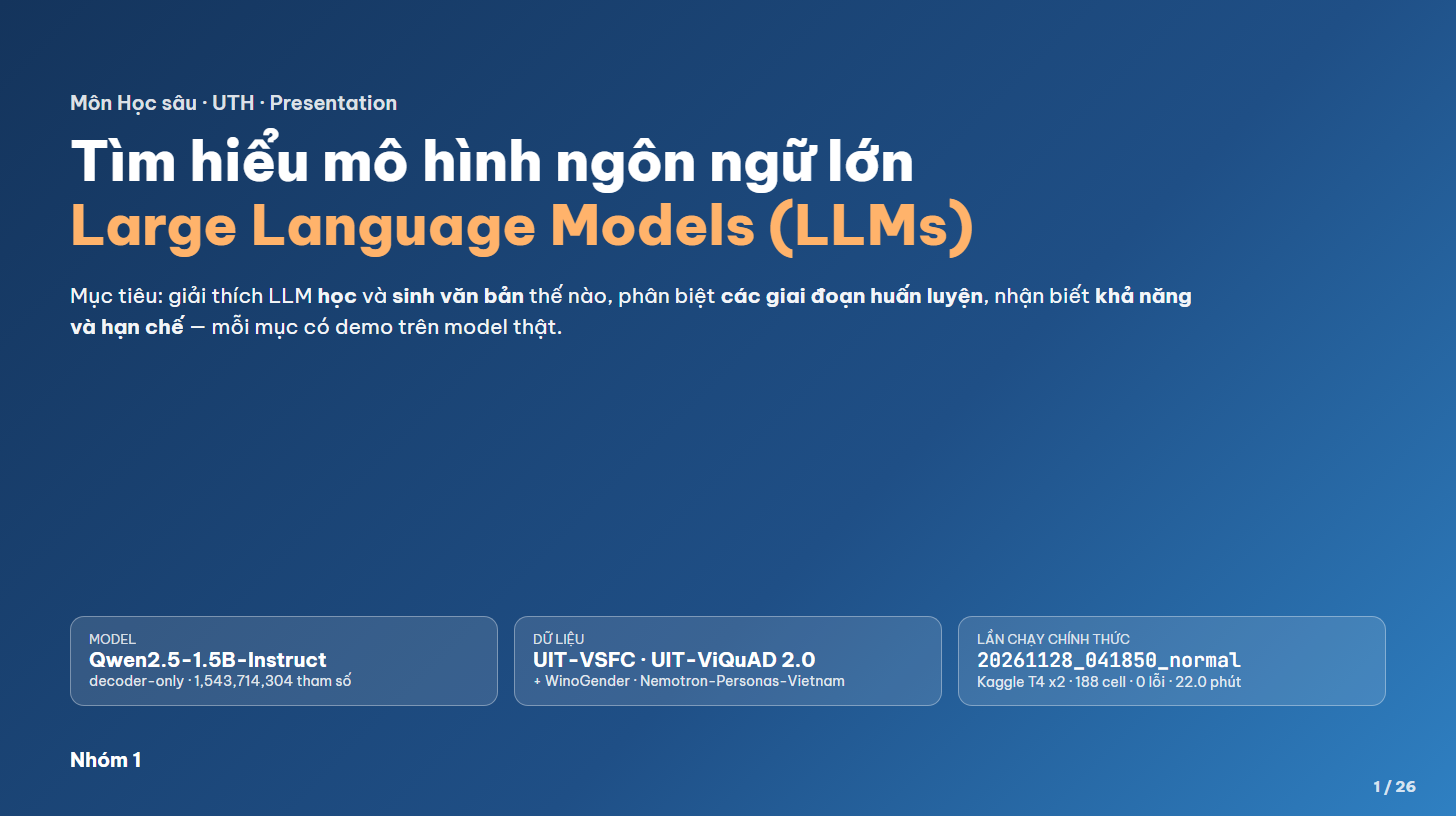 Môn Học sâu · UTH · Presentation
Tìm hiểu mô hình ngôn ngữ lớn
Large Language Models (LLMs)
Mục tiêu: giải thích LLM học và sinh văn bản thế nào, phân biệt các giai đoạn huấn luyện, nhận biết khả năng
và hạn chế — mỗi mục có demo trên model thật.
MODEL
Qwen2.5-1.5B-Instruct
decoder-only · 1,543,714,304 tham số
DỮ LIỆU
UIT-VSFC · UIT-ViQuAD 2.0
+ WinoGender · Nemotron-Personas-Vietnam
LẦN CHẠY CHÍNH THỨC
20261128_041850_normal
Kaggle T4 x2 · 188 cell · 0 lỗi · 22.0 phút
Nhóm 1
1 / 26